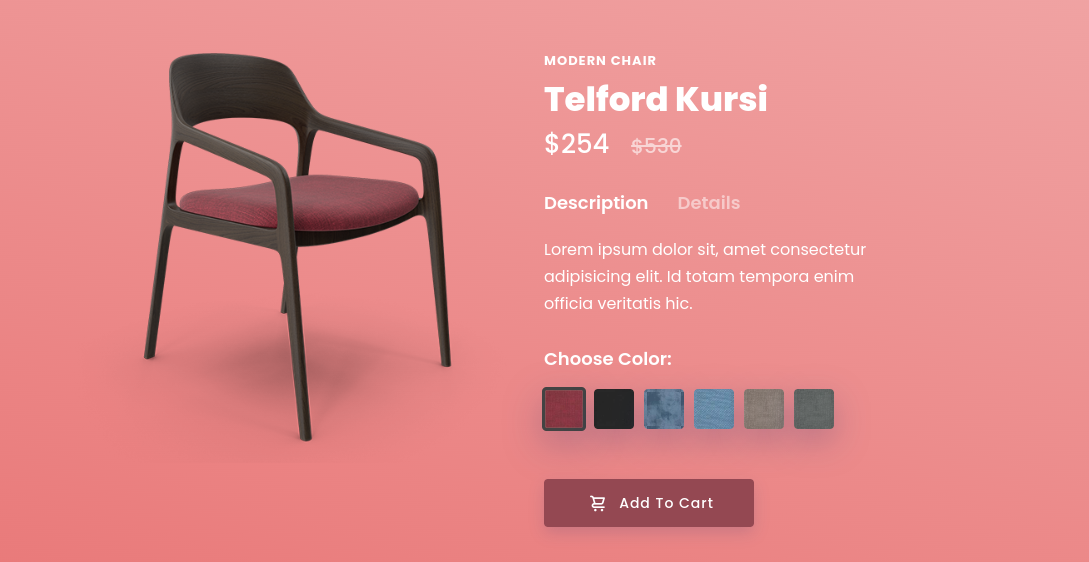 MODERN CHAIR
Telford Kursi
$254 $530
Description Details
Lorem ipsum dolor sit, amet consectetur
adipisicing elit. Id totam tempora enim
officia veritatis hic.
Choose Color:
Add To Cart